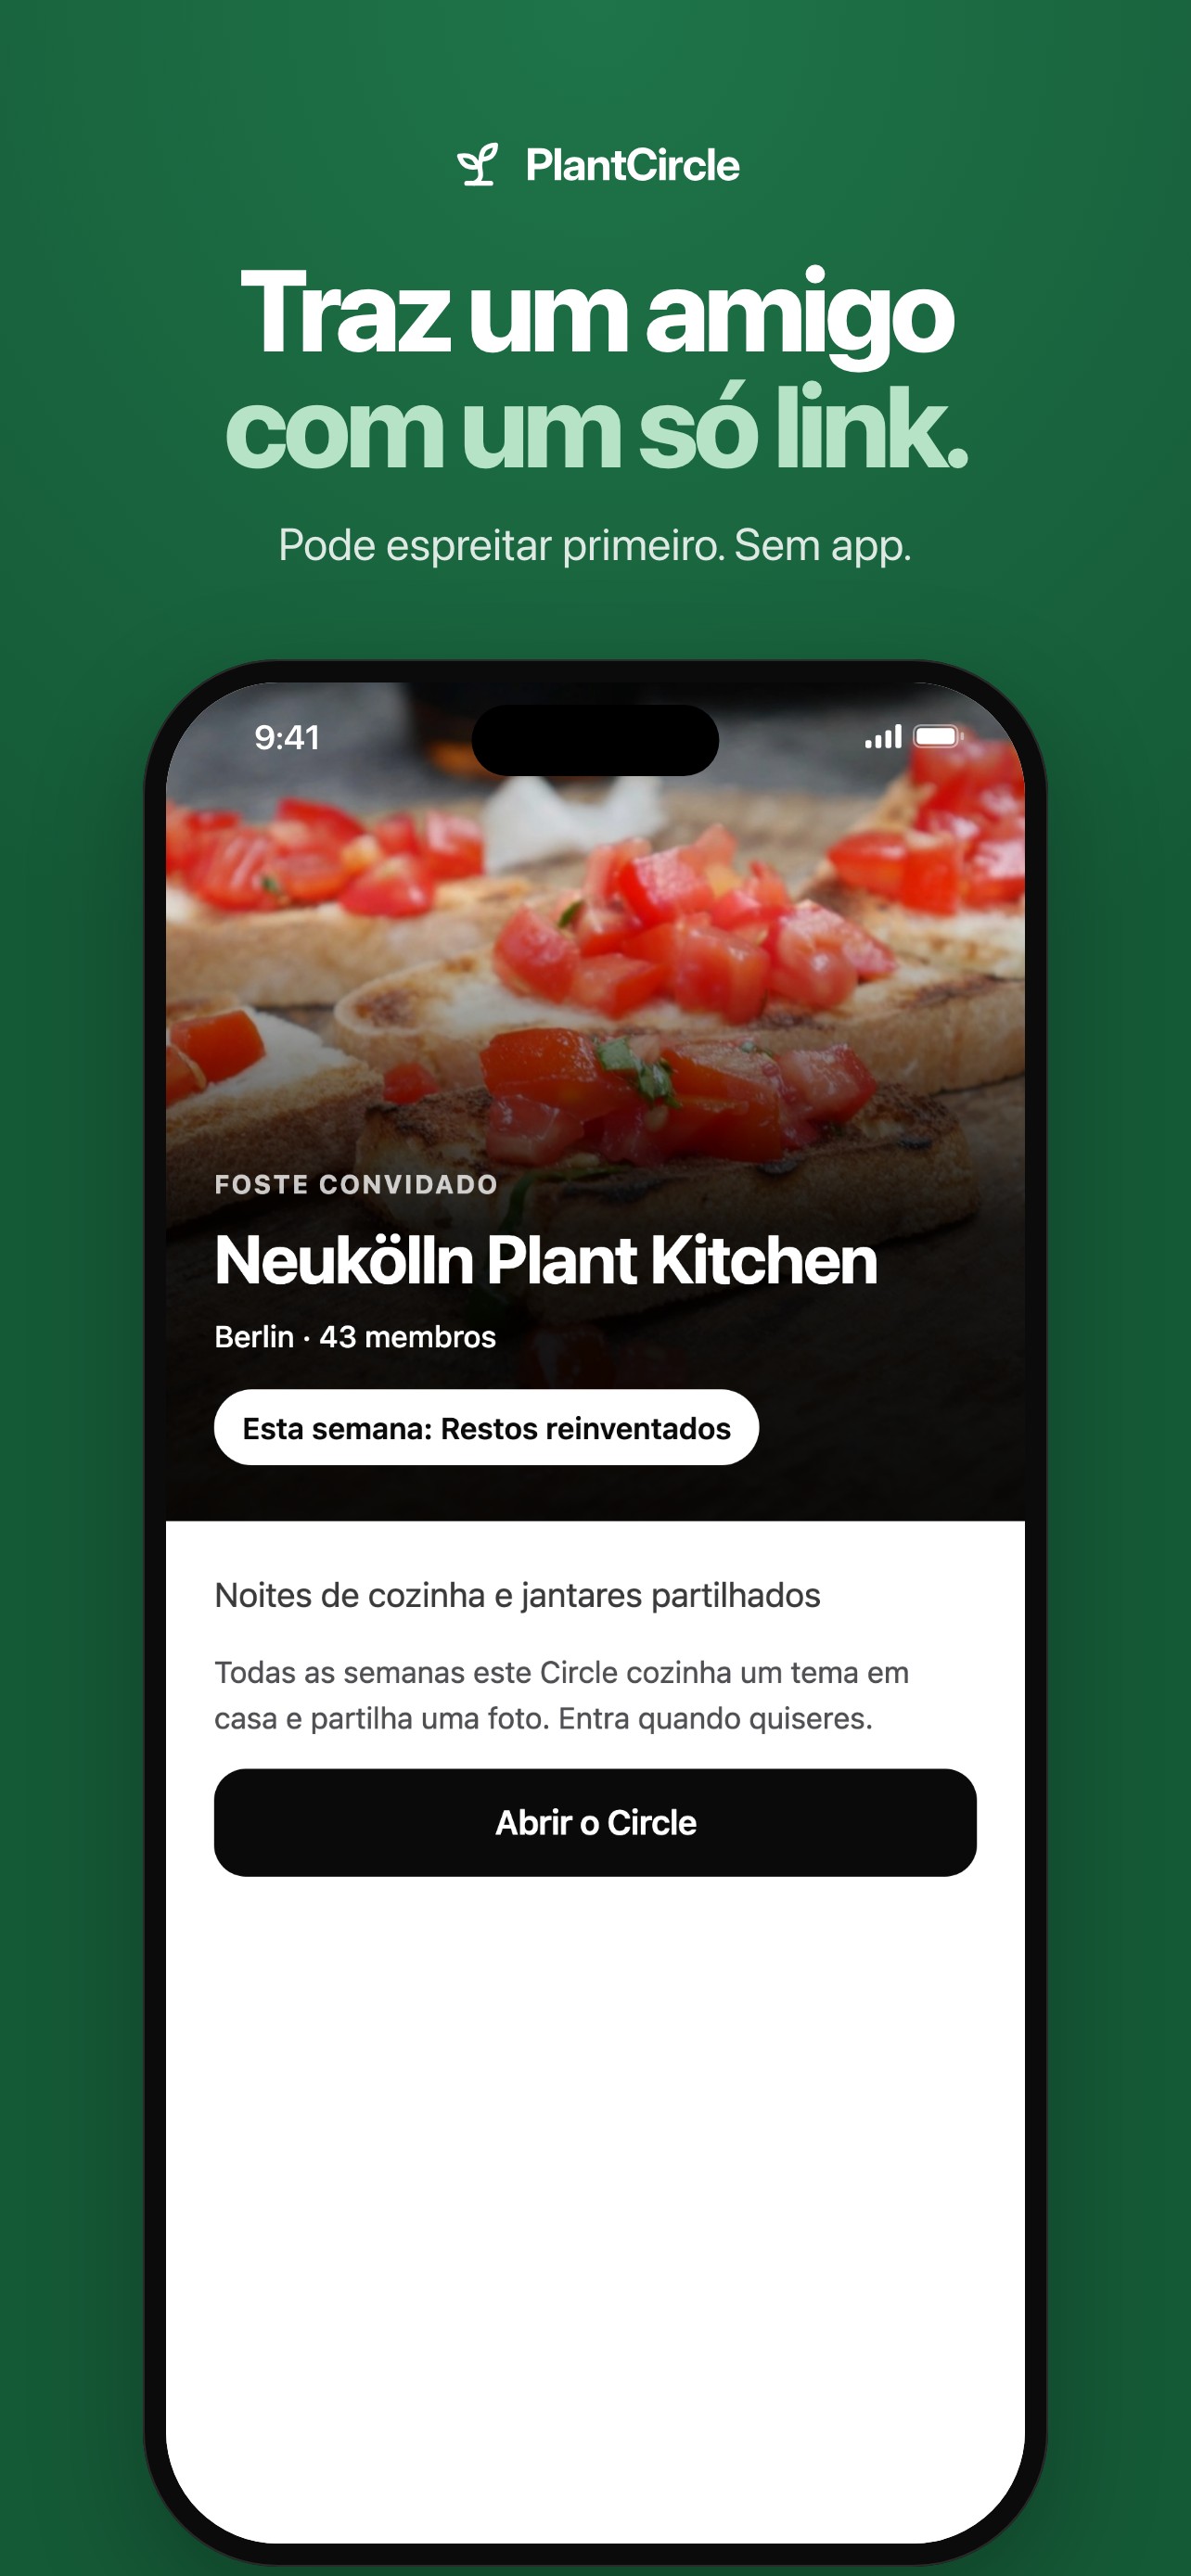 PlantCircle
Traz um amigo
com um só link.
Pode espreitar primeiro. Sem app.
9:41
FOSTE CONVIDADO
Neukölln Plant Kitchen
Berlin · 43 membros
Esta semana: Restos reinventados
Noites de cozinha e jantares partilhados
Todas as semanas este Circle cozinha um tema em
casa e partilha uma foto. Entra quando quiseres.
Abrir o Circle